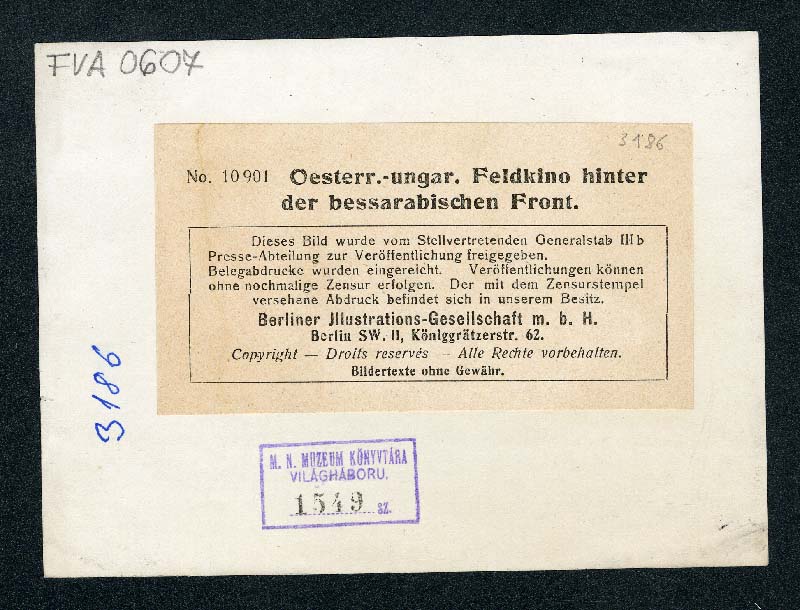 FVA 0607
3186
No. 10901 Oesterr.-ungar. Feldkino hinter
der bessarabischen Front.
Dieses Bild wurde vom Stellvertretenden Generalstab III b
Presse-Abteilung zur Veröffentlichung freigegeben.
Belegabdrucke wurden eingereicht. Veröffentlichungen können
ohne nochmalige Zensur erfolgen. Der mit dem Zensurstempel
versehene Abdruck befindet sich in unserem Besitz.
Berliner Jllustrations-Gesellschaft m. b. H.
Berlin SW. 11, Königgrätzerstr. 62.
Copyright — Droits reservés — Alle Rechte vorbehalten.
Bildertexte ohne Gewähr.
3186
M. N. MUZEUM KÖNYVTÁRA
VILÁGHÁBORU.
1549 sz.